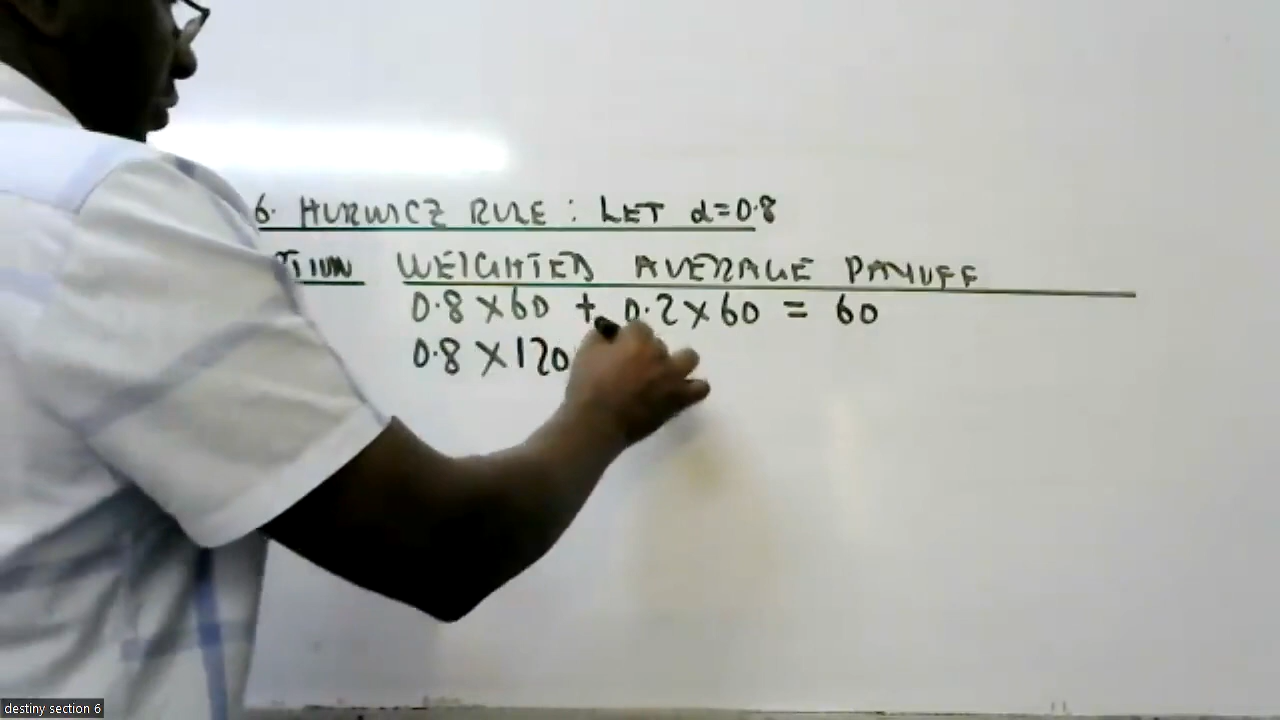 6. HURWICZ RULE : LET α=0.8
TION WEIGHTED AVERAGE PAYOFF
0.8 X 60 + 0.2 X 60 = 60
0.8 X 120
destiny section 6